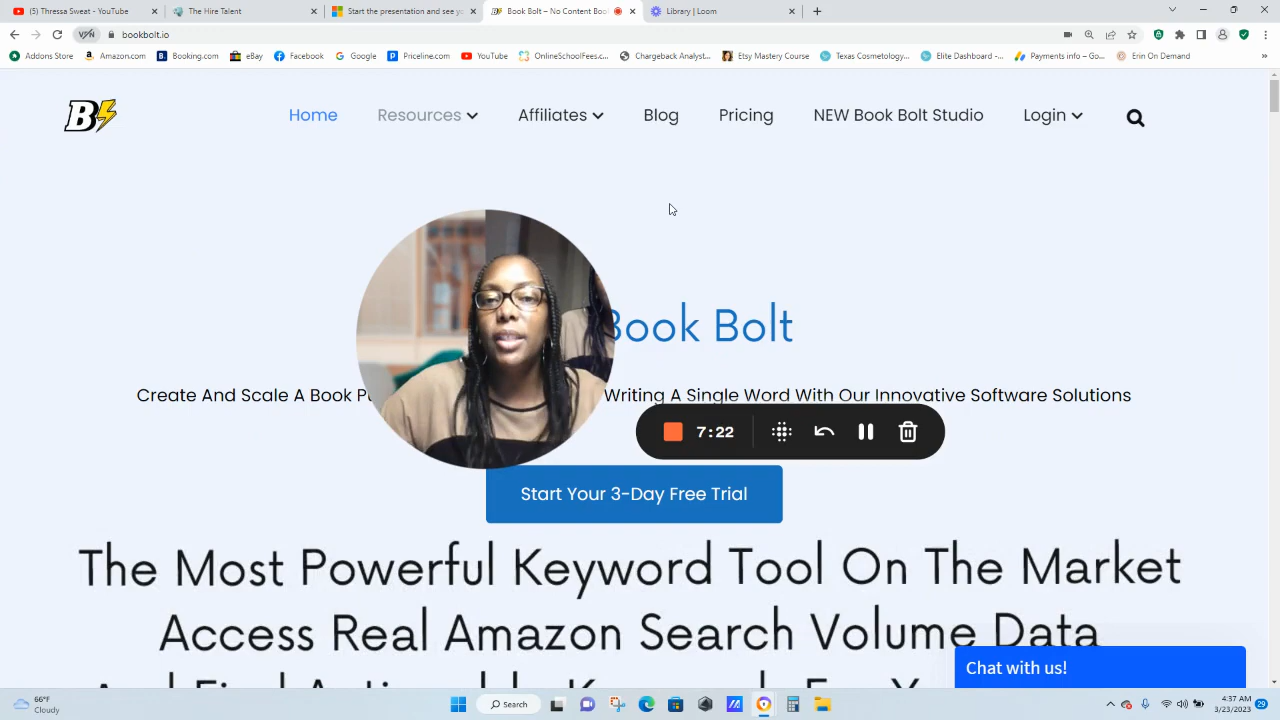 (5) Thressa Sweat - YouTube
The Hire Talent
Start the presentation and see yo
Book Bolt – No Content Boo
Library | Loom
VPN
bookbolt.io
Addons Store
Amazon.com
Booking.com
eBay
Facebook
Google
Priceline.com
YouTube
OnlineSchoolFees.c...
Chargeback Analyst...
Etsy Mastery Course
Texas Cosmetology...
Elite Dashboard -...
Payments info – Go...
Erin On Demand
B
Home
Resources
Affiliates
Blog
Pricing
NEW Book Bolt Studio
Login
Book Bolt
Create And Scale A Book Writing A Single Word With Our Innovative Software Solutions
7:22
Start Your 3-Day Free Trial
The Most Powerful Keyword Tool On The Market
Access Real Amazon Search Volume Data
Chat with us!
66°F
Cloudy
Search
4:37 AM
3/23/2023
29